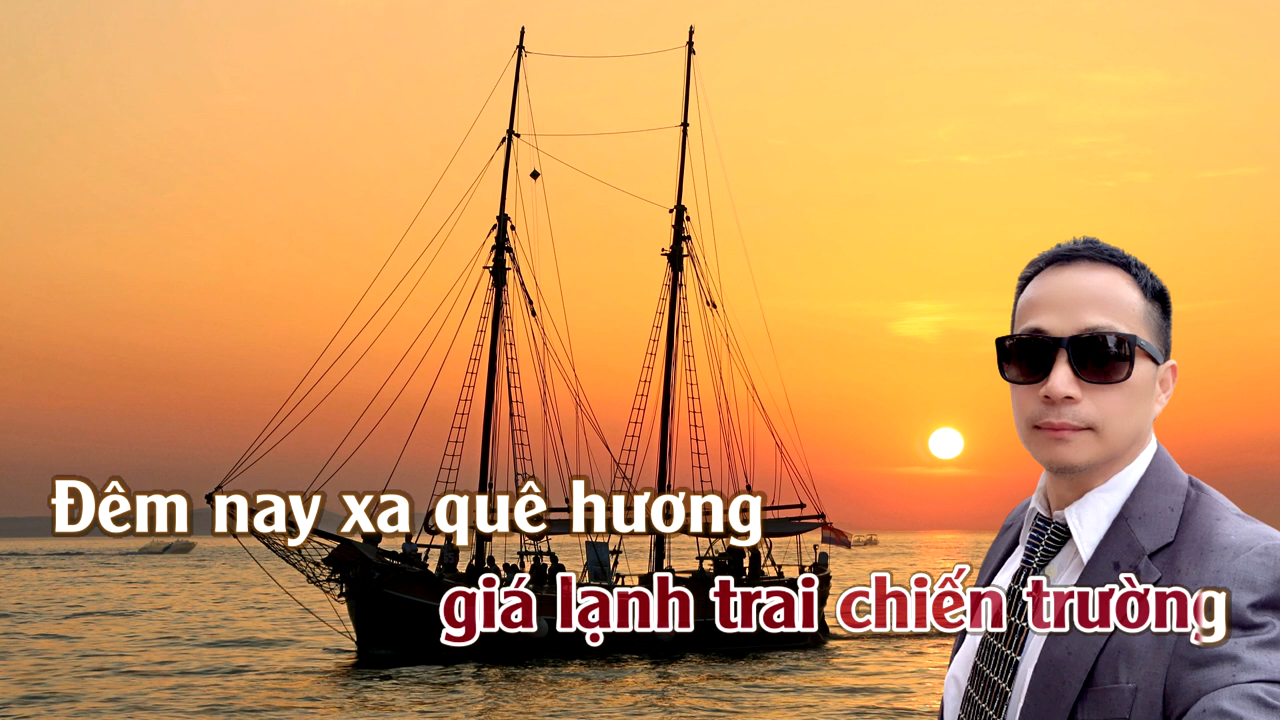 Đêm nay xa quê hương
giá lạnh trai chiến trường